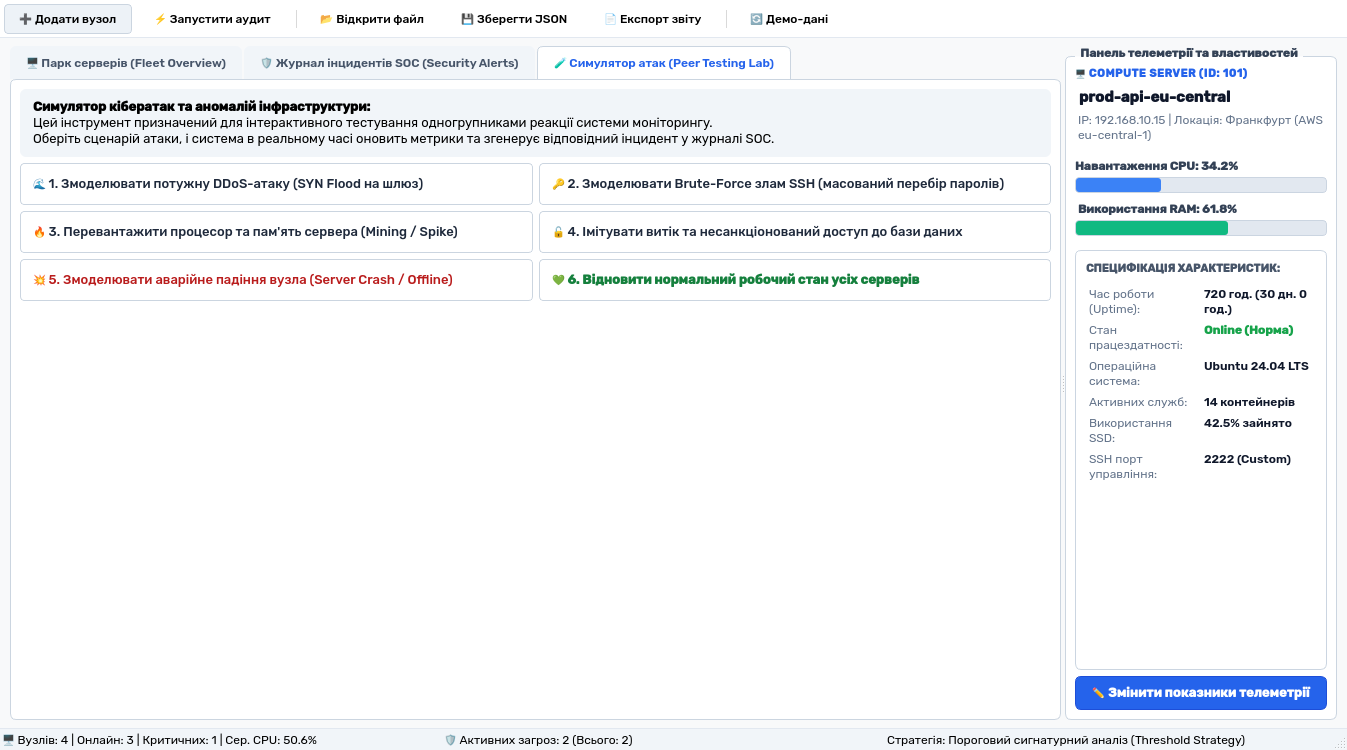 ➕ Додати вузол
⚡ Запустити аудит
📂 Відкрити файл
💾 Зберегти JSON
📄 Експорт звіту
🔄 Демо-дані
🖥️ Парк серверів (Fleet Overview)
🛡️ Журнал інцидентів SOC (Security Alerts)
🧪 Симулятор атак (Peer Testing Lab)
Симулятор кібератак та аномалій інфраструктури:
Цей інструмент призначений для інтерактивного тестування одногрупниками реакції системи моніторингу.
Оберіть сценарій атаки, і система в реальному часі оновить метрики та згенерує відповідний інцидент у журналі SOC.
🌊 1. Змоделювати потужну DDoS-атаку (SYN Flood на шлюз)
🔑 2. Змоделювати Brute-Force злам SSH (масований перебір паролів)
🔥 3. Перевантажити процесор та пам'ять сервера (Mining / Spike)
🔓 4. Імітувати витік та несанкціонований доступ до бази даних
💥 5. Змоделювати аварійне падіння вузла (Server Crash / Offline)
💚 6. Відновити нормальний робочий стан усіх серверів
Панель телеметрії та властивостей
🖥️ COMPUTE SERVER (ID: 101)
prod-api-eu-central
IP: 192.168.10.15 | Локація: Франкфурт (AWS
eu-central-1)
Навантаження CPU: 34.2%
Використання RAM: 61.8%
СПЕЦИФІКАЦІЯ ХАРАКТЕРИСТИК:
Час роботи
(Uptime):
720 год. (30 дн. 0
год.)
Стан
працездатності:
Online (Норма)
Операційна
система:
Ubuntu 24.04 LTS
Активних служб:
14 контейнерів
Використання
SSD:
42.5% зайнято
SSH порт
управління:
2222 (Custom)
✏️ Змінити показники телеметрії
🖥️ Вузлів: 4 | Онлайн: 3 | Критичних: 1 | Сер. CPU: 50.6%
🛡️ Активних загроз: 2 (Всього: 2)
Стратегія: Пороговий сигнатурний аналіз (Threshold Strategy)